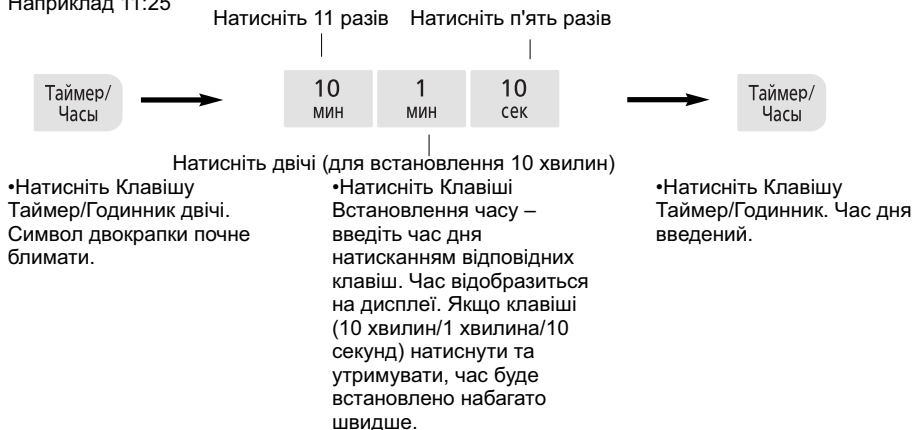 Наприклад 11:25
Натисніть 11 разів
Натисніть п'ять разів
Таймер/
Часы
10
мин
1
мин
10
сек
Таймер/
Часы
Натисніть двічі (для встановлення 10 хвилин)
•Натисніть Клавішу
Таймер/Годинник двічі.
Символ двокрапки почне
блимати.
•Натисніть Клавіші
Встановлення часу –
введіть час дня
натисканням відповідних
клавіш. Час відобразиться
на дисплеї. Якщо клавіші
(10 хвилин/1 хвилина/10
секунд) натиснути та
утримувати, час буде
встановлено набагато
швидше.
•Натисніть Клавішу
Таймер/Годинник. Час дня
введений.